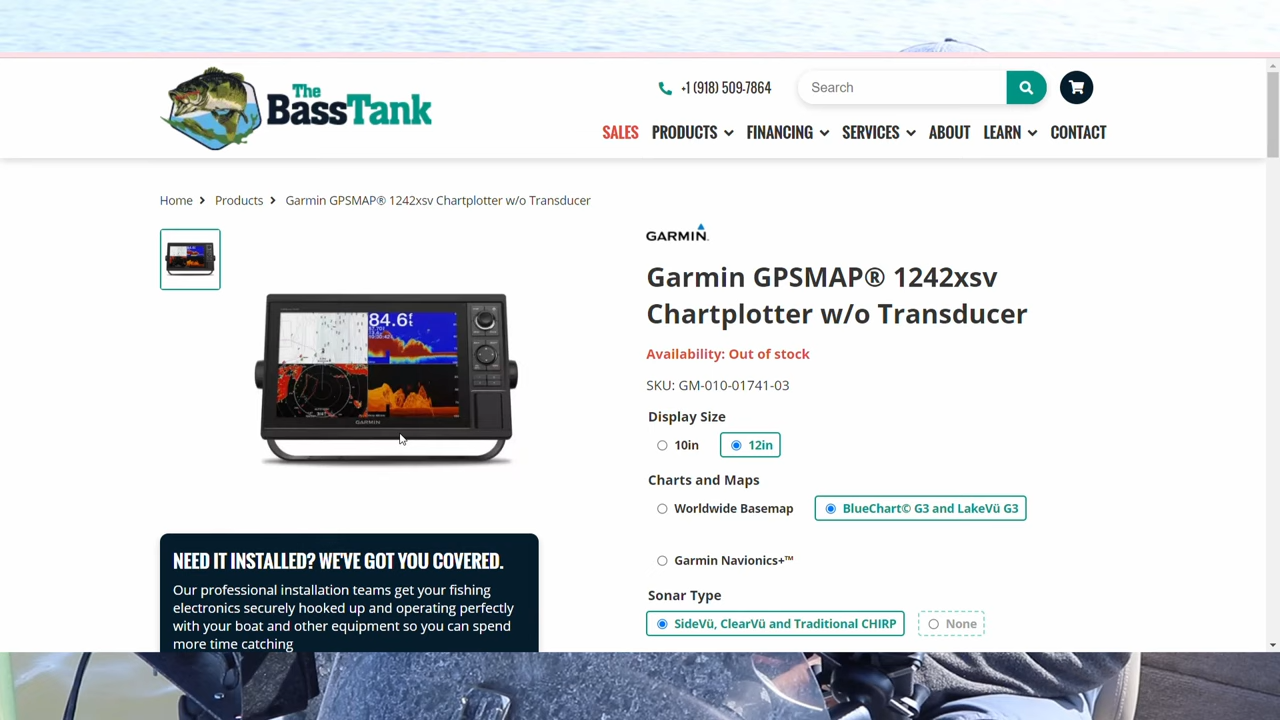 The
BassTank
+1 (918) 509-7864
Search
SALES PRODUCTS FINANCING SERVICES ABOUT LEARN CONTACT
Home Products Garmin GPSMAP® 1242xsv Chartplotter w/o Transducer
GARMIN
Garmin GPSMAP® 1242xsv
Chartplotter w/o Transducer
Availability: Out of stock
SKU: GM-010-01741-03
Display Size
10in 12in
Charts and Maps
Worldwide Basemap BlueChart© G3 and LakeVü G3
Garmin Navionics+™
Sonar Type
SideVü, ClearVü and Traditional CHIRP None
84.6
GARMIN
NEED IT INSTALLED? WE'VE GOT YOU COVERED.
Our professional installation teams get your fishing
electronics securely hooked up and operating perfectly
with your boat and other equipment so you can spend
more time catching